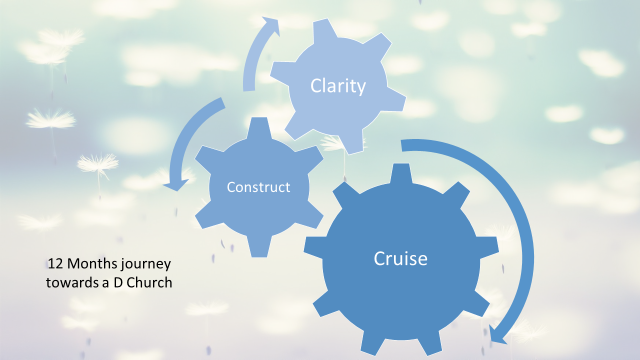 Clarity
Construct
Cruise
12 Months journey
towards a D Church